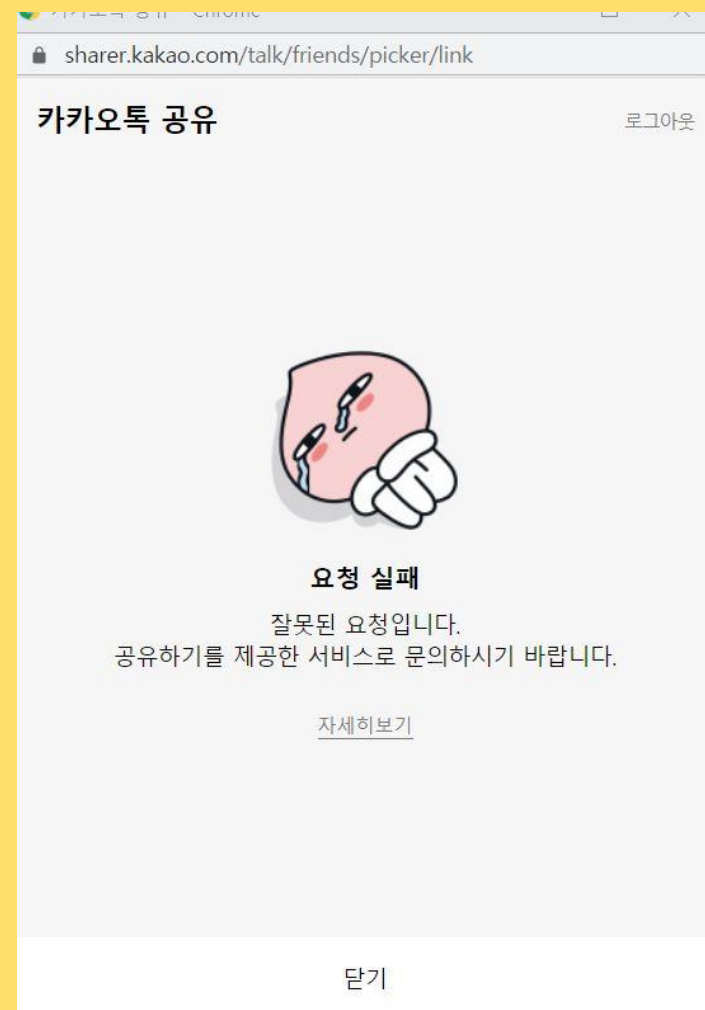 sharer.kakao.com/talk/friends/picker/link
카카오톡 공유
로그아웃
요청 실패
잘못된 요청입니다.
공유하기를 제공한 서비스로 문의하시기 바랍니다.
자세히보기
닫기